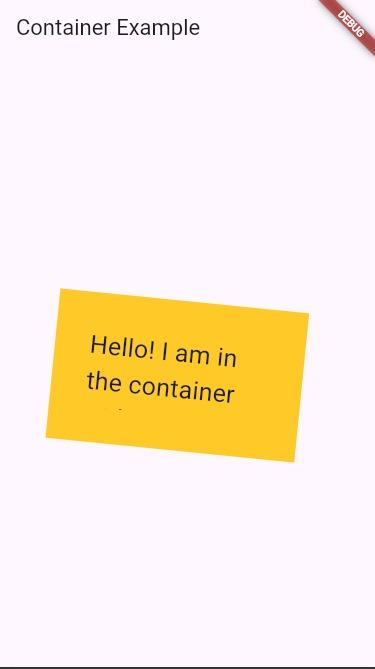 Container Example
DEBUG
Hello! I am in
the container